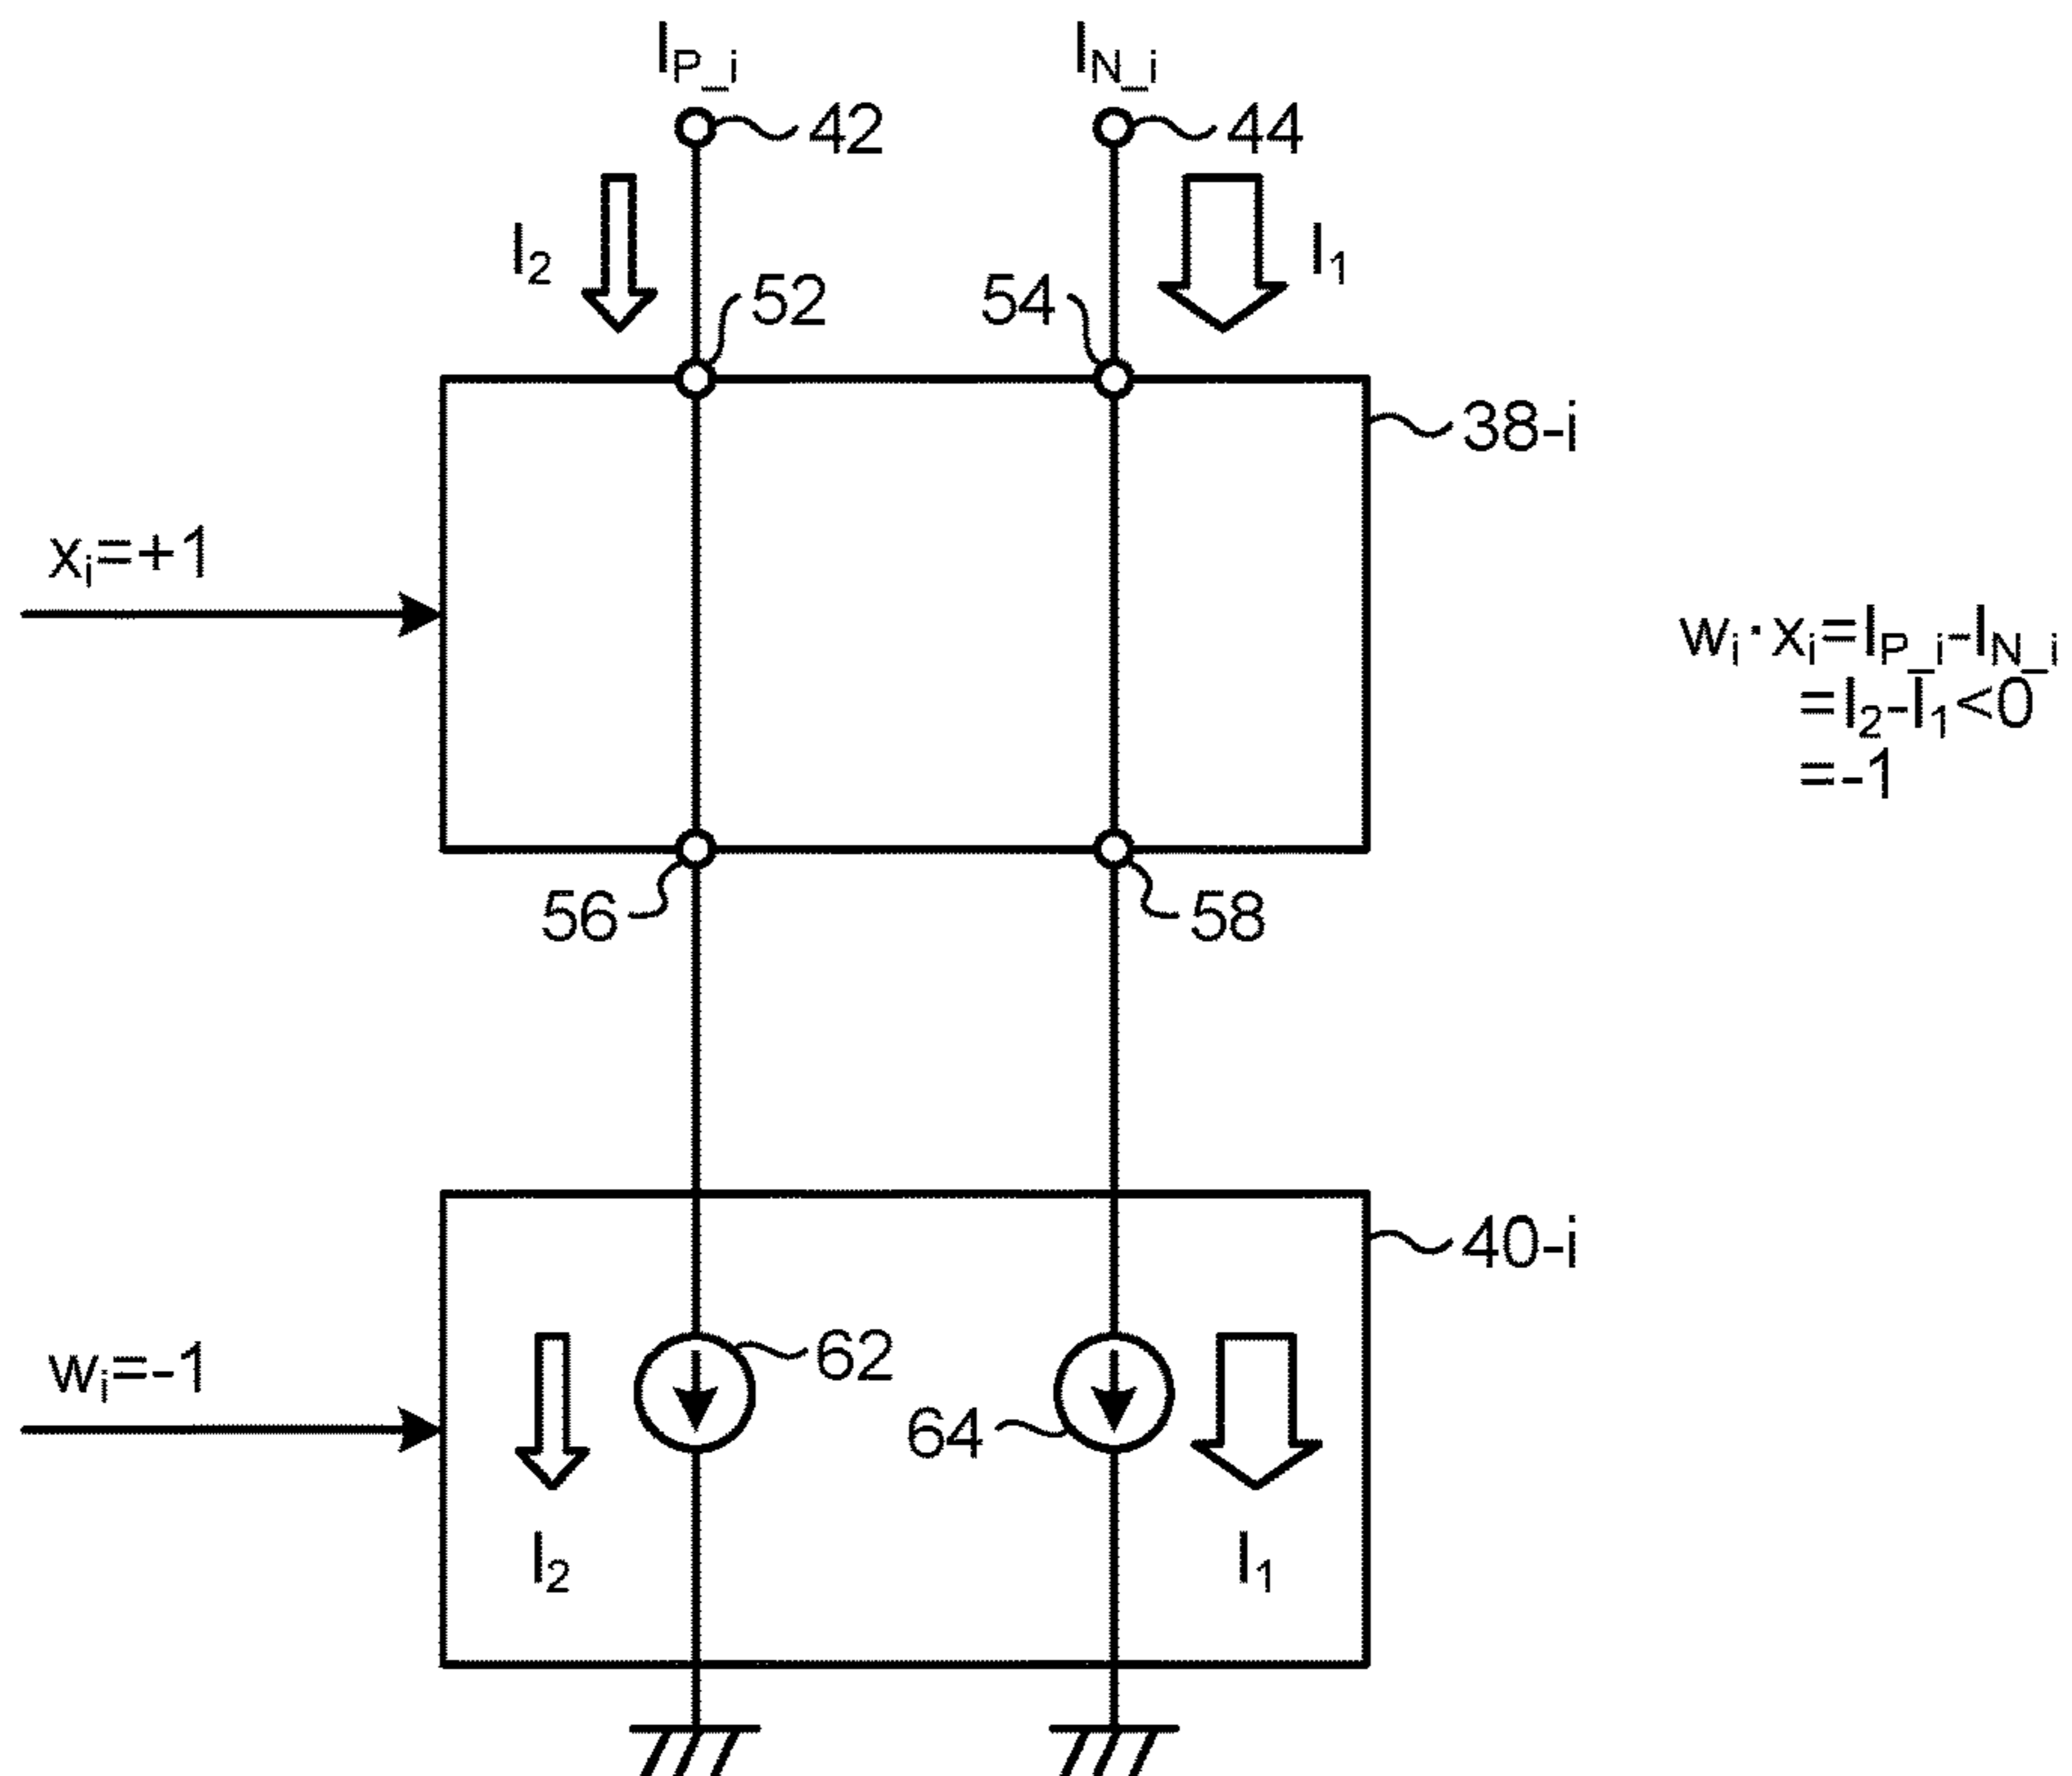 I_P_i
I_N_i
42
44
I₂
I₁
52
54
38-i
xᵢ=+1
wᵢ·xᵢ=I_P_i-I_N_i
=I₂-I₁<0
=-1
56
58
40-i
wᵢ=-1
62
64
I₂
I₁